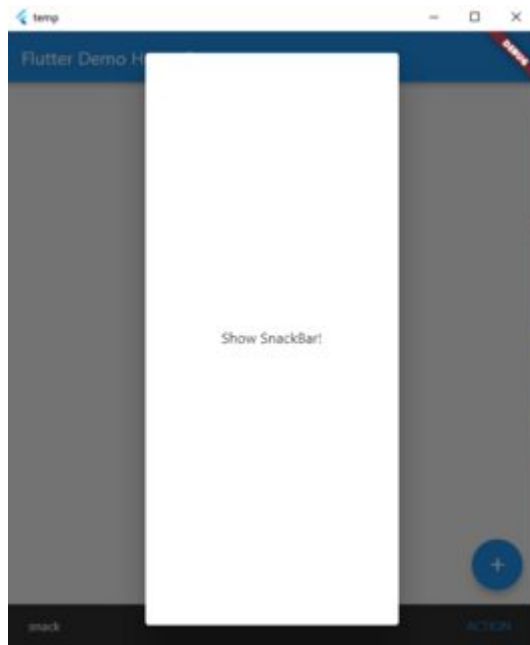 temp
Flutter Demo H
DEBUG
Show SnackBar!
snack
ACTION